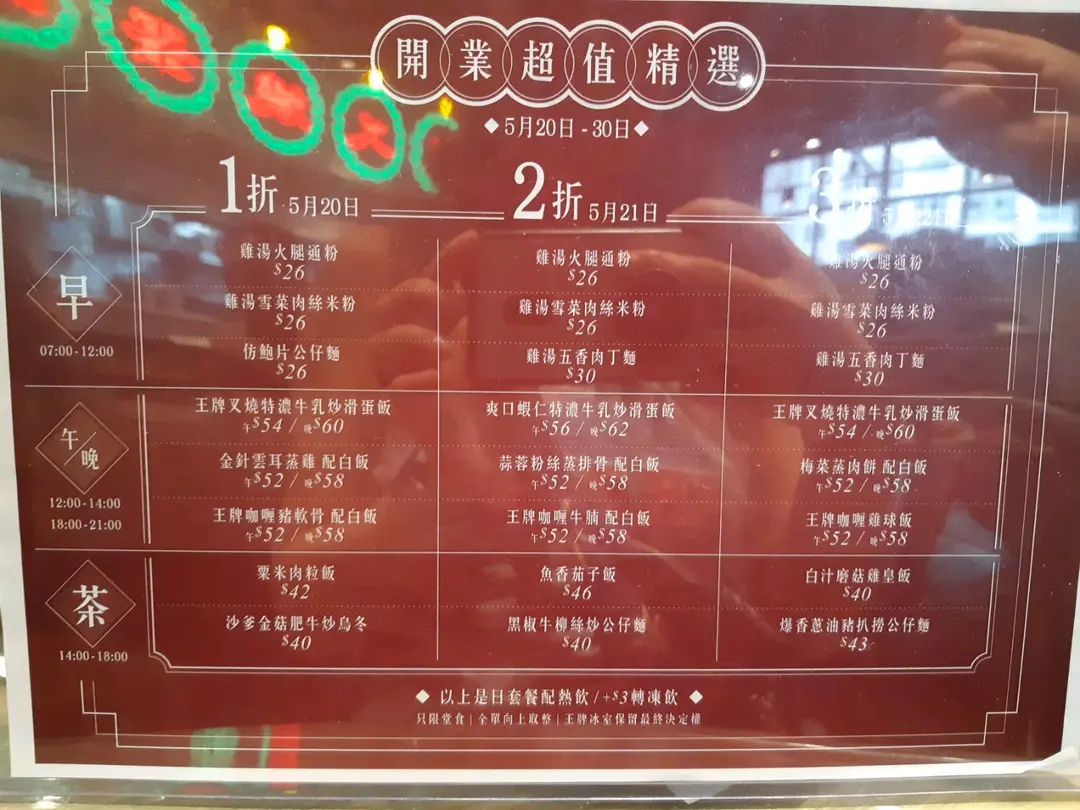 開業超值精選
◆5月20日-30日◆
1折 5月20日
2折 5月21日
3折 5月22日
早
07:00-12:00
雞湯火腿通粉
$26
雞湯雪菜肉絲米粉
$26
仿鮑片公仔麵
$26
雞湯火腿通粉
$26
雞湯雪菜肉絲米粉
$26
雞湯五香肉丁麵
$30
雞湯火腿通粉
$26
雞湯雪菜肉絲米粉
$26
雞湯五香肉丁麵
$30
午/晚
12:00-14:00
18:00-21:00
王牌叉燒特濃牛乳炒滑蛋飯
午$54 / 晚$60
金針雲耳蒸雞 配白飯
午$52 / 晚$58
王牌咖喱豬軟骨 配白飯
午$52 / 晚$58
爽口蝦仁特濃牛乳炒滑蛋飯
午$56 / 晚$62
蒜蓉粉絲蒸排骨 配白飯
午$52 / 晚$58
王牌咖喱牛腩 配白飯
午$52 / 晚$58
王牌叉燒特濃牛乳炒滑蛋飯
午$54 / 晚$60
梅菜蒸肉餅 配白飯
午$52 / 晚$58
王牌咖喱雞球飯
午$52 / 晚$58
茶
14:00-18:00
粟米肉粒飯
$42
沙爹金菇肥牛炒烏冬
$40
魚香茄子飯
$46
黑椒牛柳絲炒公仔麵
$40
白汁磨菇雞皇飯
$40
爆香蔥油豬扒撈公仔麵
$43
◆ 以上是日套餐配熱飲 / +$3轉凍飲 ◆
只限堂食 | 全單向上取整 | 王牌冰室保留最終決定權